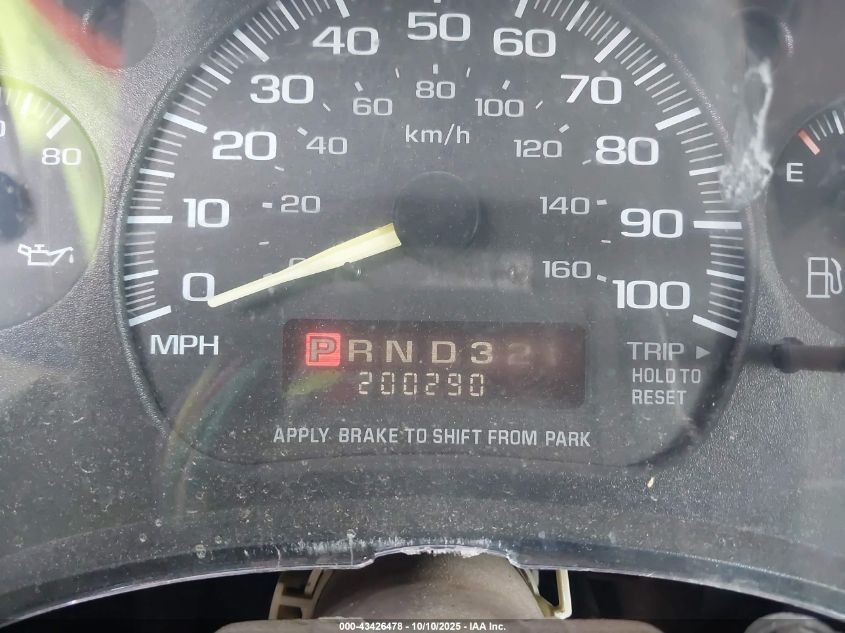 50
40 60
30 70
60 80 100
km/h
20 40 120 80
10 20 140 90
0 160 100
80
E
MPH
P R N D 3 2
200290
TRIP
HOLD TO
RESET
APPLY BRAKE TO SHIFT FROM PARK
000-43426478 - 10/10/2025 - IAA Inc.